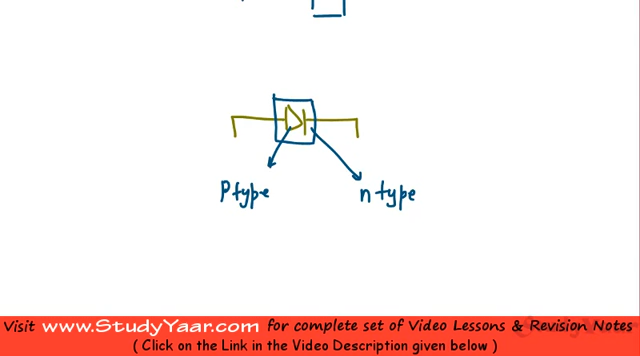 P type
n type
Visit www.StudyYaar.com for complete set of Video Lessons & Revision Notes
( Click on the Link in the Video Description given below )